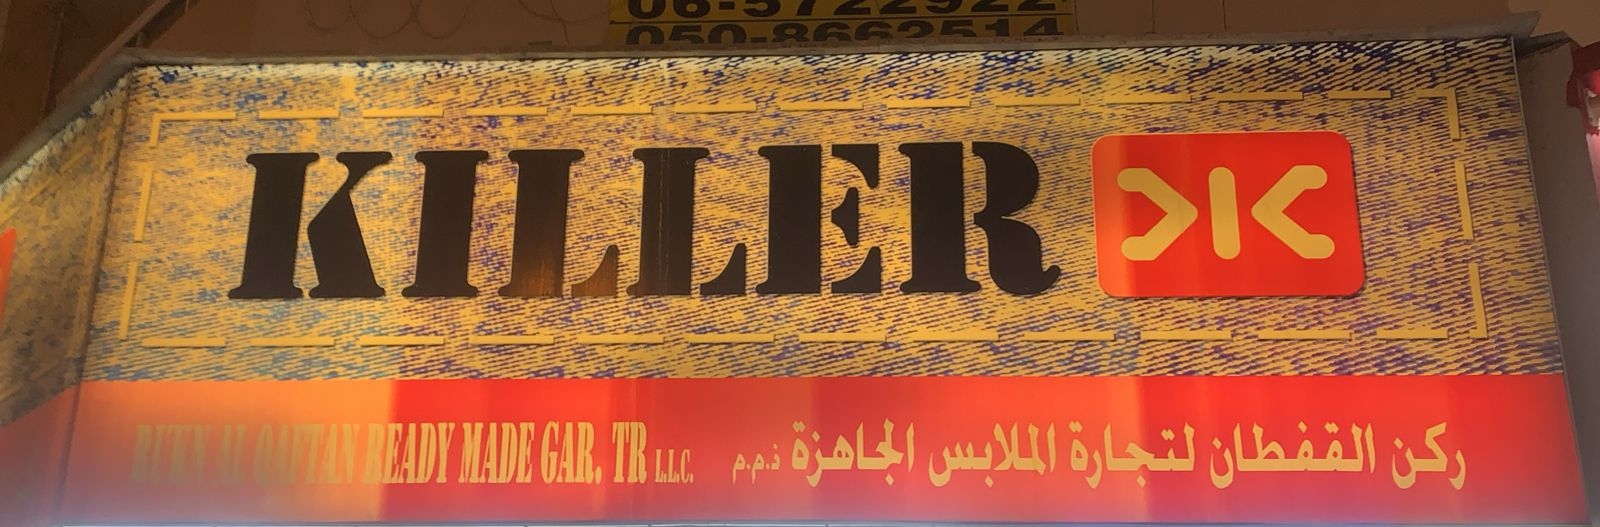 06-5722922
050-8662514
KILLER
RUKN AL QAFTAN READY MADE GAR. TR L.L.C.
ركن القفطان لتجارة الملابس الجاهزة ذ.م.م